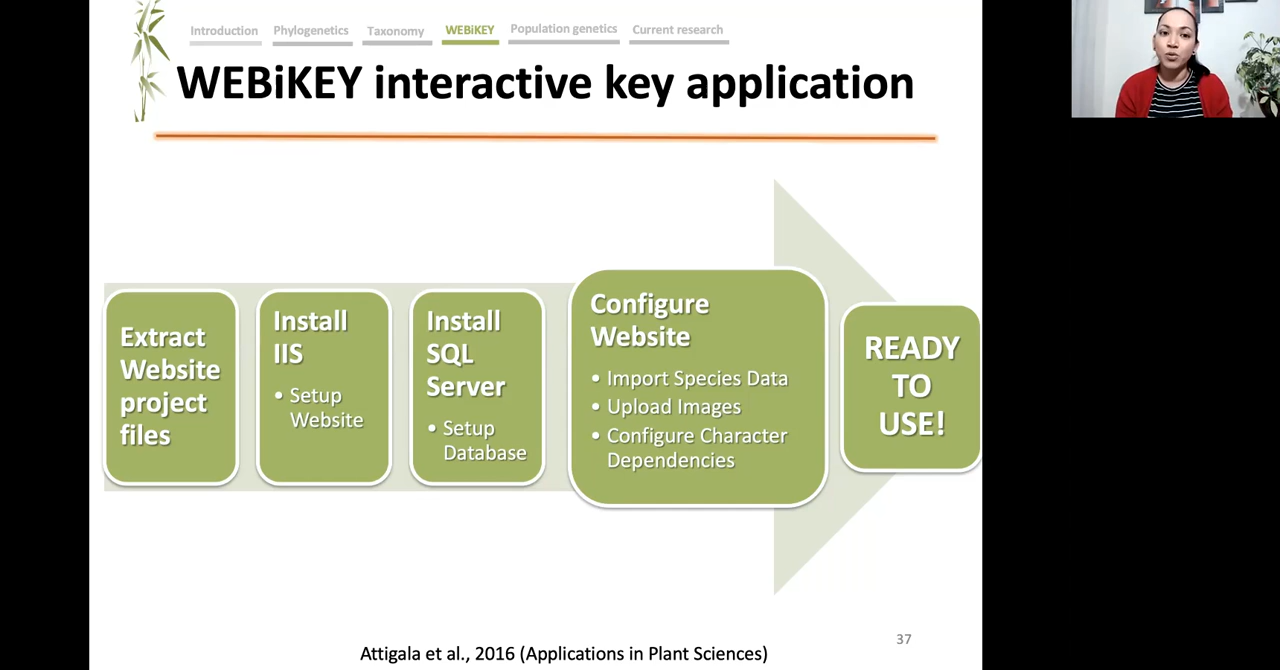 Introduction Phylogenetics Taxonomy WEBiKEY Population genetics Current research
WEBiKEY interactive key application
Extract
Website
project
files
Install
IIS
• Setup
Website
Install
SQL
Server
• Setup
Database
Configure
Website
• Import Species Data
• Upload Images
• Configure Character
Dependencies
READY
TO
USE!
37
Attigala et al., 2016 (Applications in Plant Sciences)